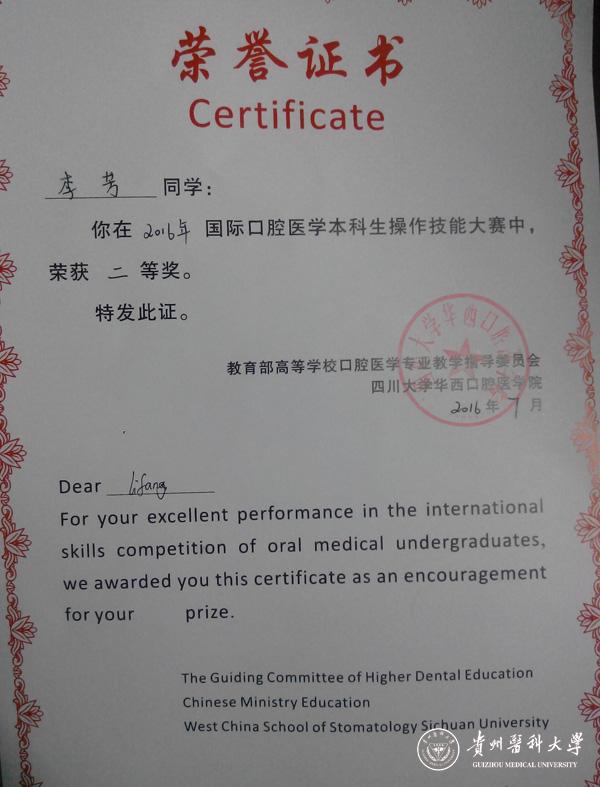 荣誉证书
Certificate
李芳 同学：
你在 2016年 国际口腔医学本科生操作技能大赛中，
荣获 二 等奖。
特发此证。
教育部高等学校口腔医学专业教学指导委员会
四川大学华西口腔医学院
2016年7月
Dear lifang
For your excellent performance in the international
skills competition of oral medical undergraduates,
we awarded you this certificate as an encouragement
for your prize.
The Guiding Committee of Higher Dental Education
Chinese Ministry Education
West China School of Stomatology Sichuan University
贵州医科大学
GUIZHOU MEDICAL UNIVERSITY